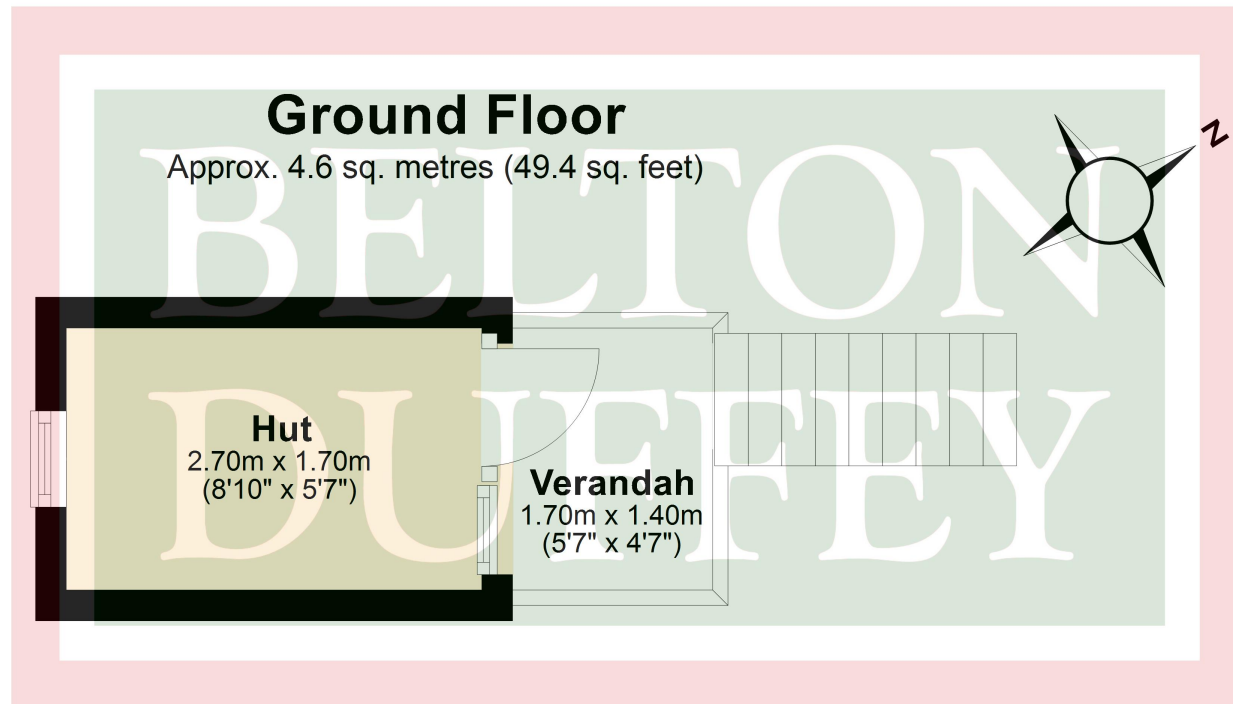 Ground Floor
Approx. 4.6 sq. metres (49.4 sq. feet)
N
BELTON
DUFFEY
Hut
2.70m x 1.70m
(8'10" x 5'7")
Verandah
1.70m x 1.40m
(5'7" x 4'7")